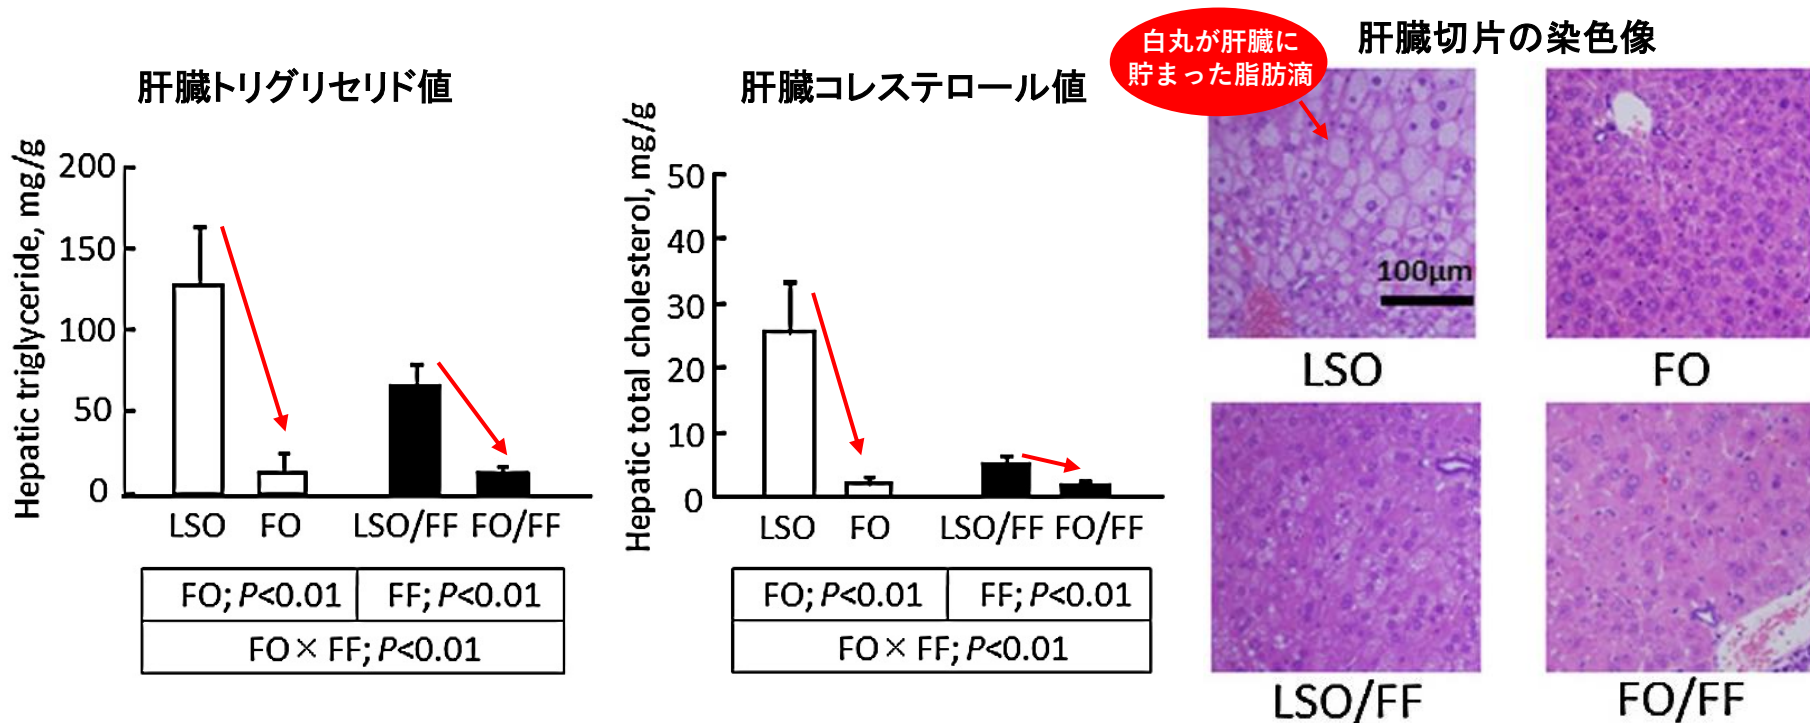 肝臓トリグリセリド値
Hepatic triglyceride, mg/g
200
150
100
50
0
LSO FO LSO/FF FO/FF
FO; P<0.01 FF; P<0.01
FO×FF; P<0.01
肝臓コレステロール値
Hepatic total cholesterol, mg/g
50
40
30
20
10
0
LSO FO LSO/FF FO/FF
FO; P<0.01 FF; P<0.01
FO×FF; P<0.01
肝臓切片の染色像
白丸が肝臓に
貯まった脂肪滴
100μm
LSO FO
LSO/FF FO/FF